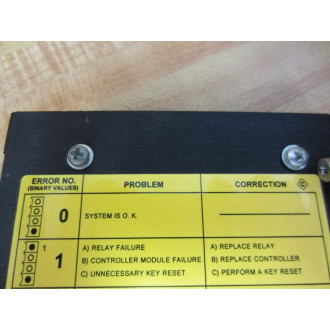 ERROR NO. PROBLEM CORRECTION
(BINARY VALUES)
0 SYSTEM IS O. K.
1 1 A) RELAY FAILURE A) REPLACE RELAY
B) CONTROLLER MODULE FAILURE B) REPLACE CONTROLLER
C) UNNECESSARY KEY RESET C) PERFORM A KEY RESET